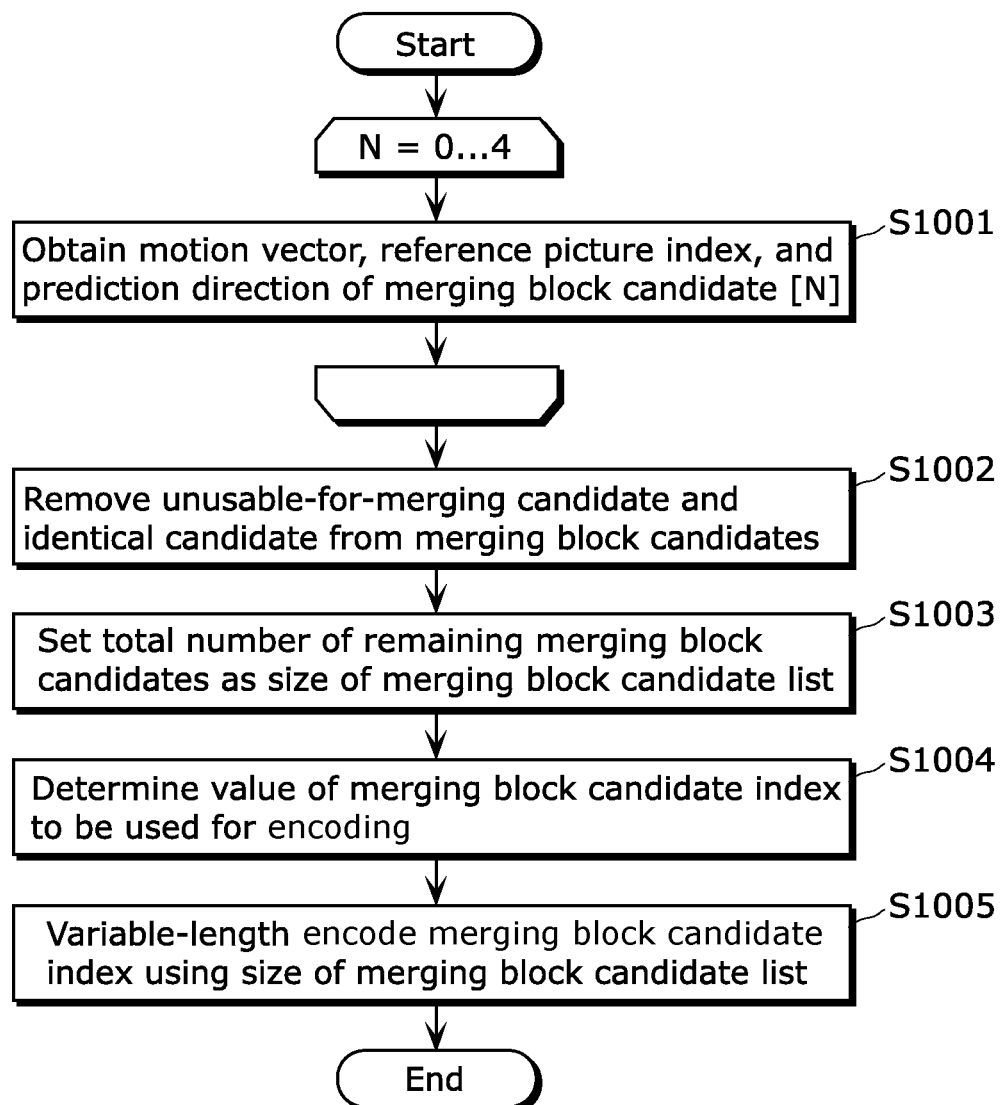 Start
N = 0...4
S1001
Obtain motion vector, reference picture index, and
prediction direction of merging block candidate [N]
S1002
Remove unusable-for-merging candidate and
identical candidate from merging block candidates
S1003
Set total number of remaining merging block
candidates as size of merging block candidate list
S1004
Determine value of merging block candidate index
to be used for encoding
S1005
Variable-length encode merging block candidate
index using size of merging block candidate list
End